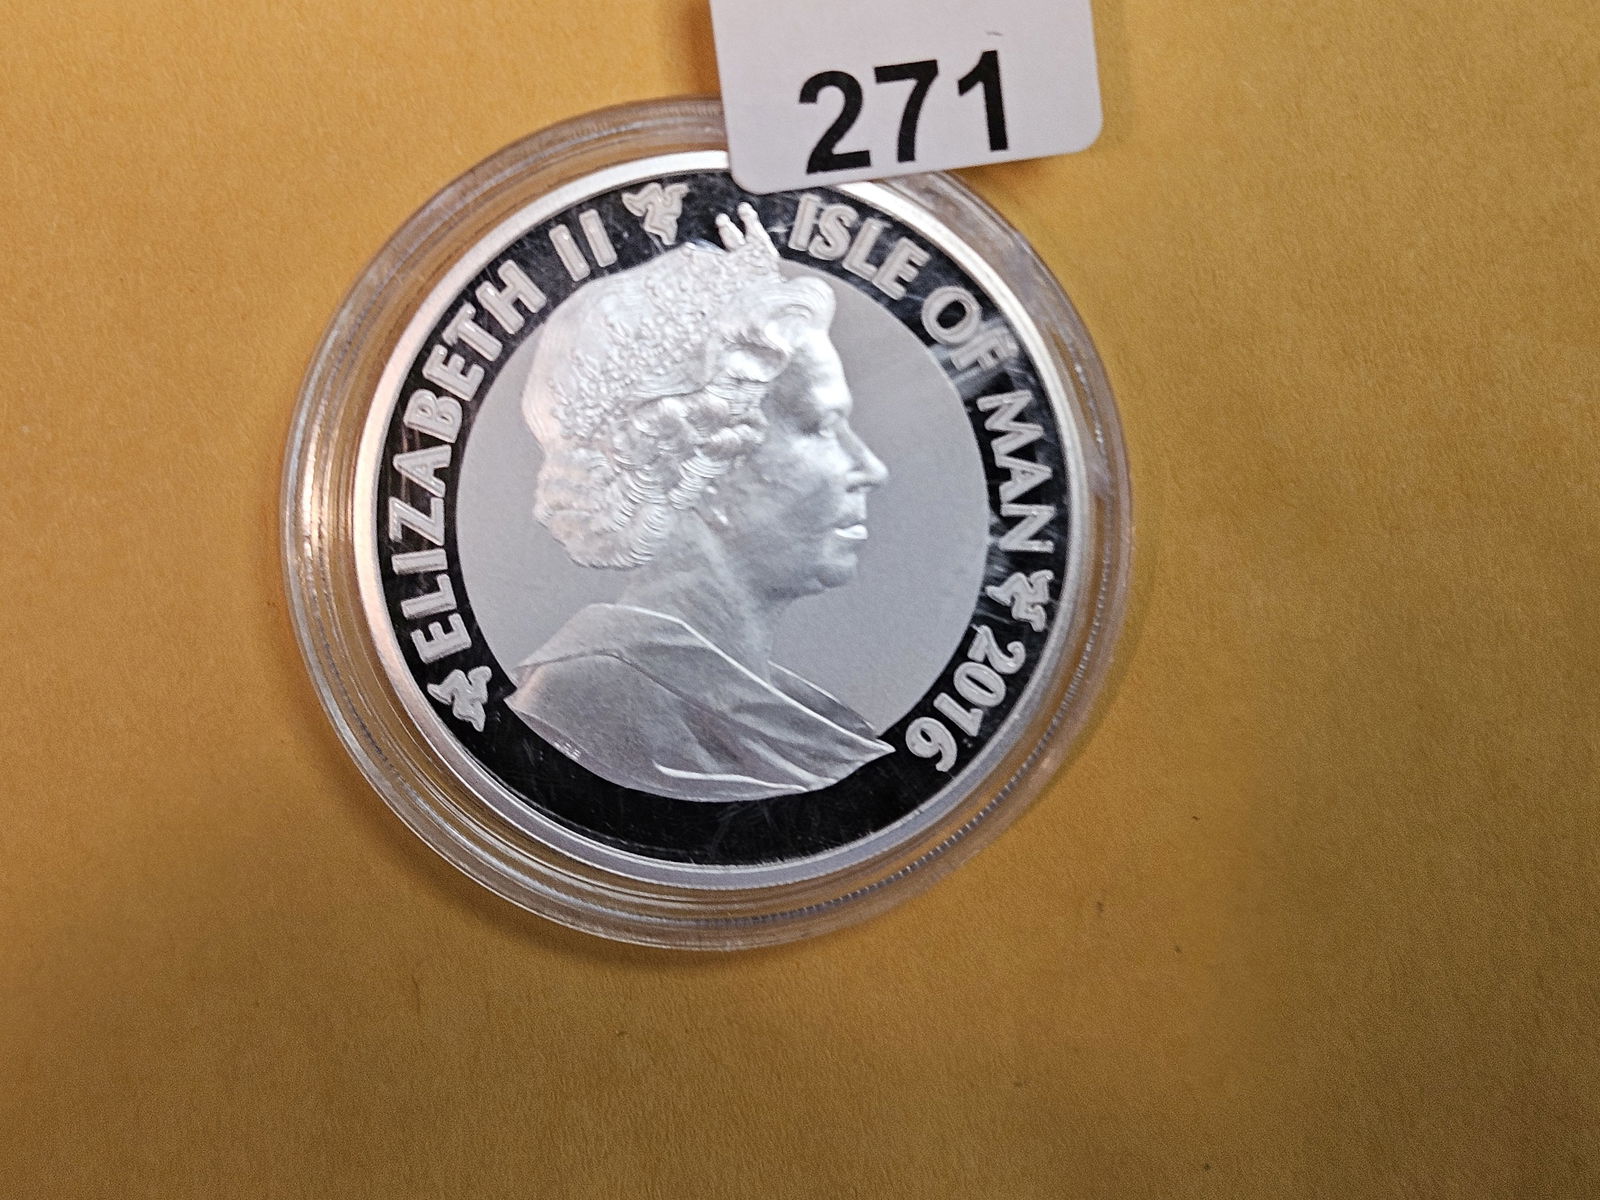 271
ELIZABETH II
ISLE OF MAN
2016